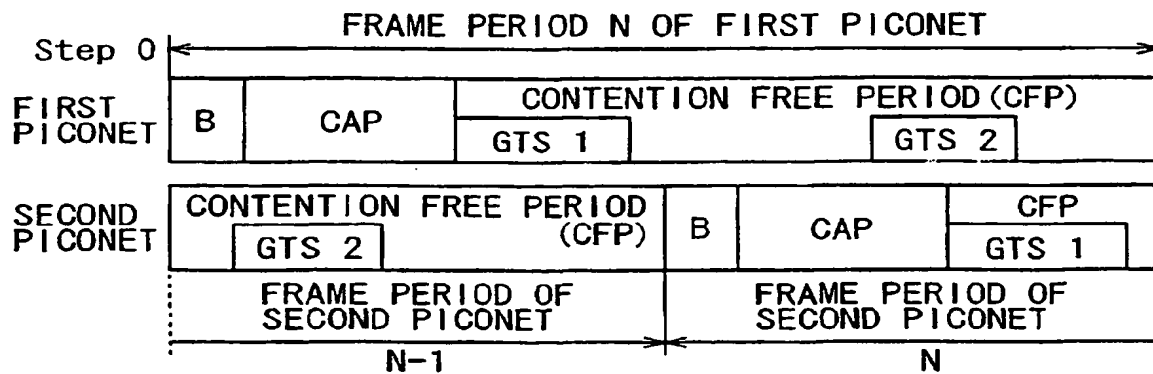 FRAME PERIOD N OF FIRST PICONET
Step 0
FIRST
PICONET
B
CAP
CONTENTION FREE PERIOD (CFP)
GTS 1
GTS 2
SECOND
PICONET
CONTENTION FREE PERIOD
(CFP)
GTS 2
B
CAP
CFP
GTS 1
FRAME PERIOD OF
SECOND PICONET
FRAME PERIOD OF
SECOND PICONET
N-1
N